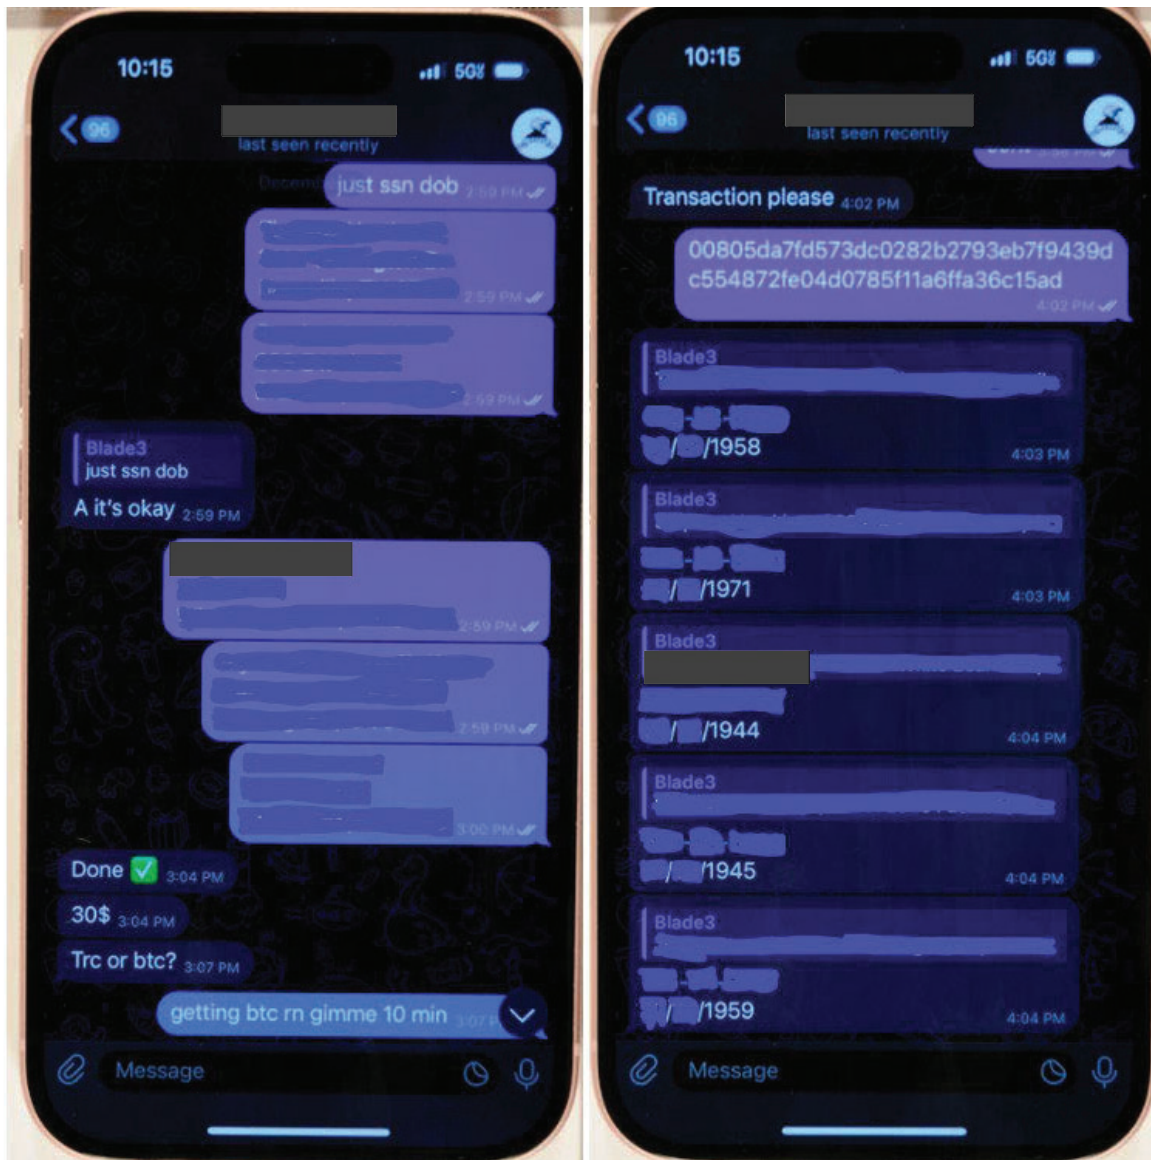 10:15
5G
96
last seen recently
just ssn dob 2:59 PM
2:59 PM
2:59 PM
Blade3
just ssn dob
A it's okay 2:59 PM
2:59 PM
2:59 PM
3:00 PM
Done ✅ 3:04 PM
30$ 3:04 PM
Trc or btc? 3:07 PM
getting btc rn gimme 10 min 3:07
Message
10:15
5G
96
last seen recently
Transaction please 4:02 PM
00805da7fd573dc0282b2793eb7f9439d
c554872fe04d0785f11a6ffa36c15ad
4:02 PM
Blade3
/1958
4:03 PM
Blade3
/1971
4:03 PM
Blade3
/1944
4:04 PM
Blade3
/1945
4:04 PM
Blade3
/1959
4:04 PM
Message